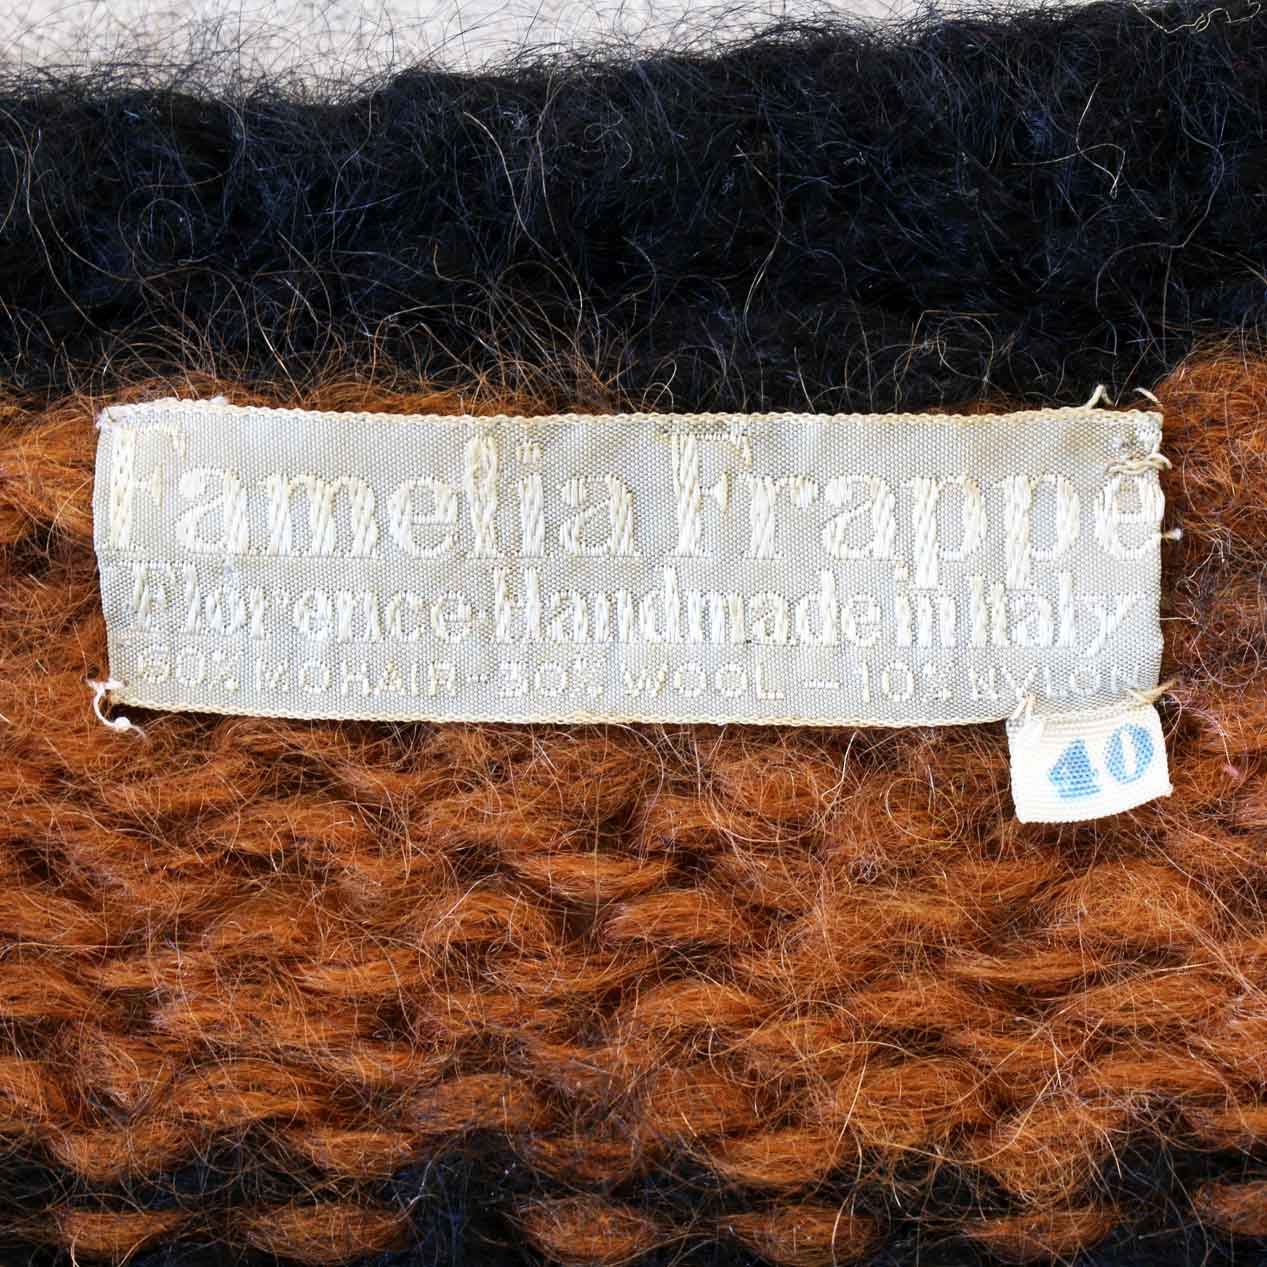 Famelia Frappe
Florence Handmade in Italy
60% MOHAIR - 30% WOOL - 10% NYLON
40